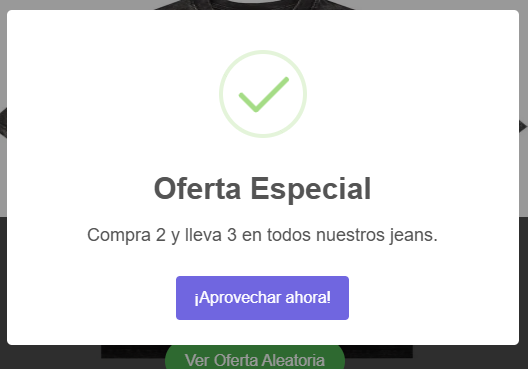 Oferta Especial
Compra 2 y lleva 3 en todos nuestros jeans.
¡Aprovechar ahora!
Ver Oferta Aleatoria